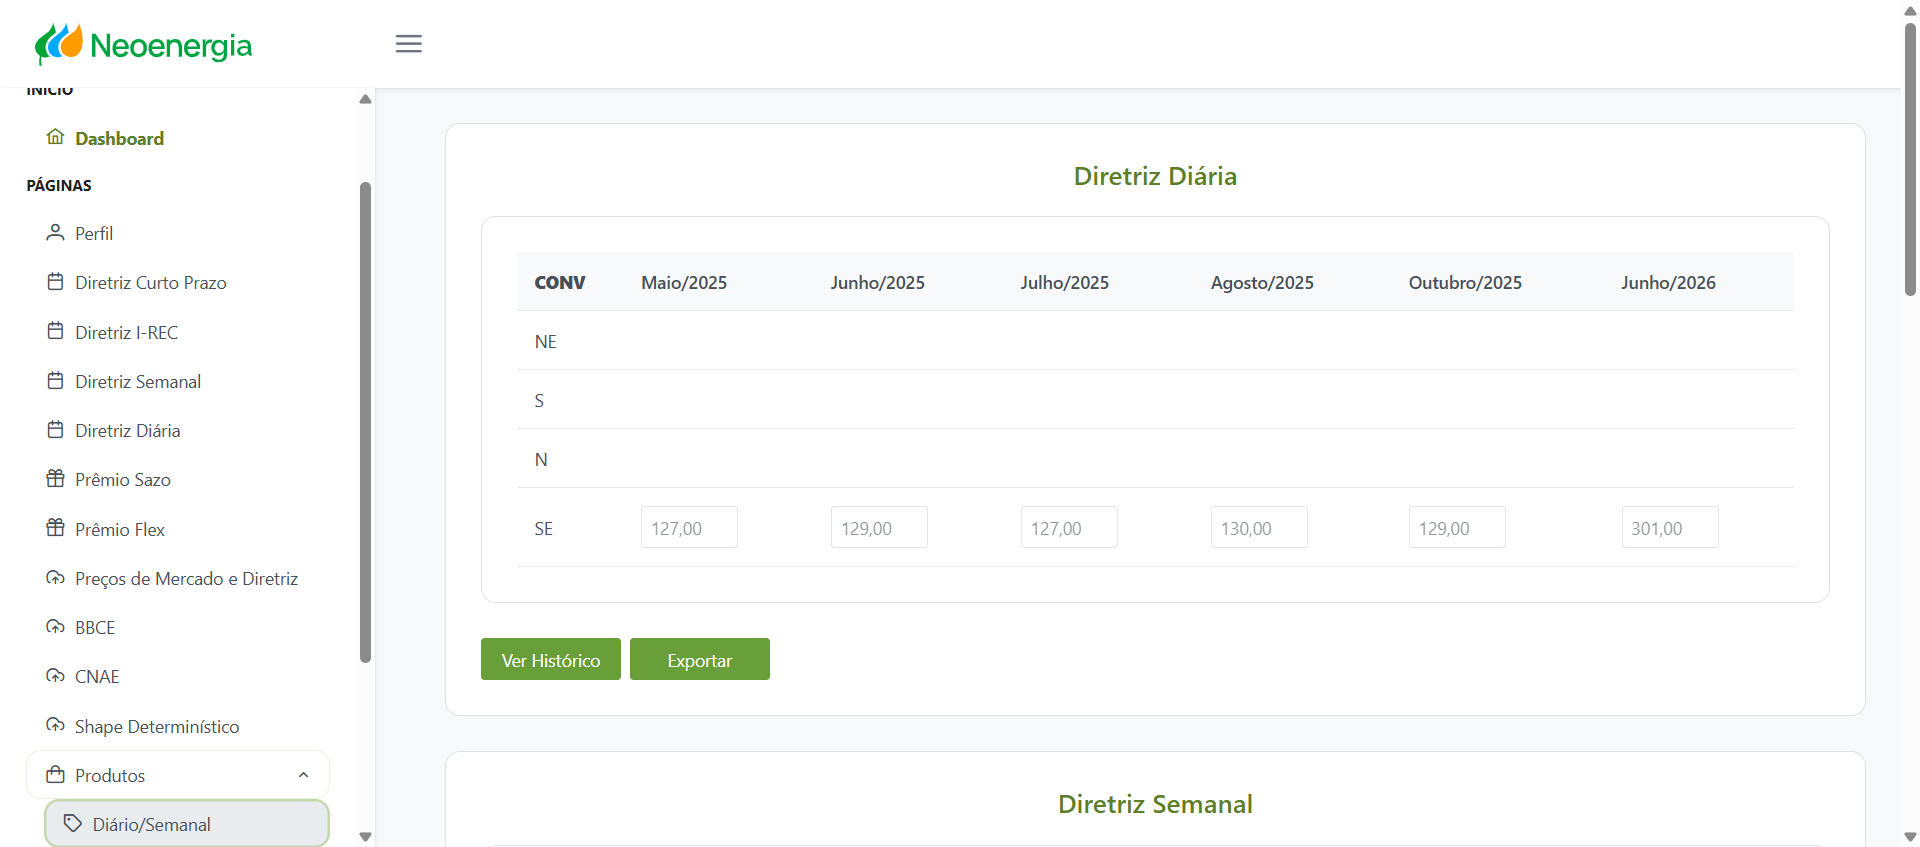 Neoenergia
INÍCIO
Dashboard
PÁGINAS
Perfil
Diretriz Curto Prazo
Diretriz I-REC
Diretriz Semanal
Diretriz Diária
Prêmio Sazo
Prêmio Flex
Preços de Mercado e Diretriz
BBCE
CNAE
Shape Determinístico
Produtos
Diário/Semanal
Diretriz Diária
CONV Maio/2025 Junho/2025 Julho/2025 Agosto/2025 Outubro/2025 Junho/2026
NE
S
N
SE 127,00 129,00 127,00 130,00 129,00 301,00
Ver Histórico Exportar
Diretriz Semanal